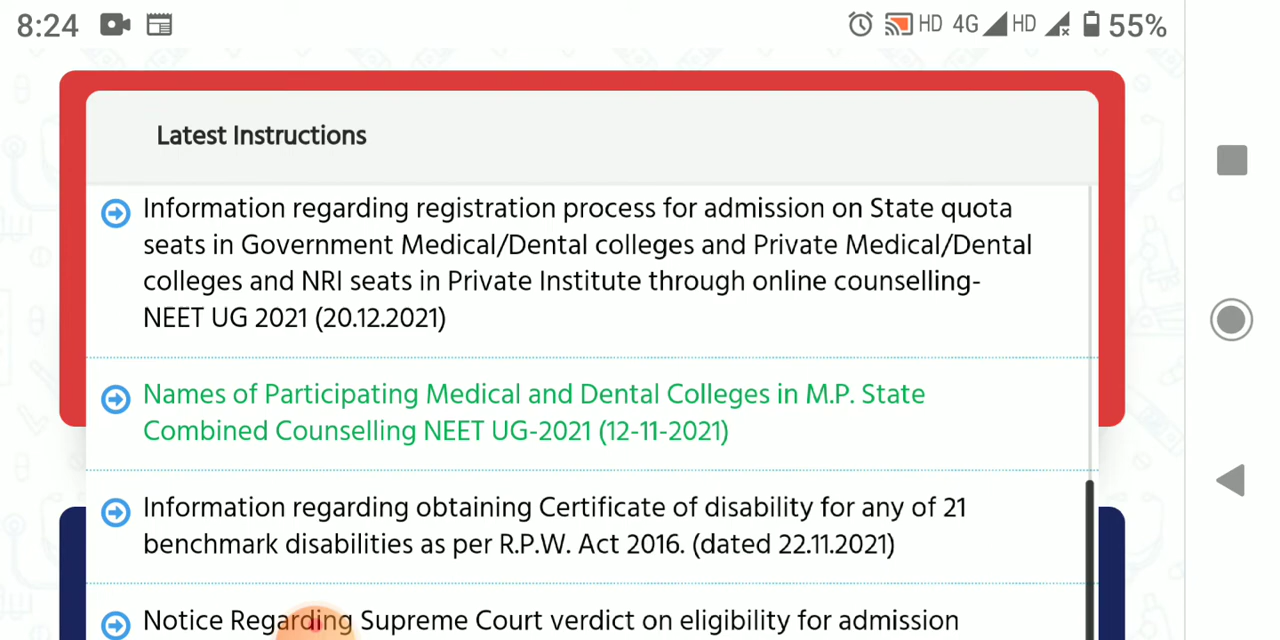 8:24 HD 4G HD 55%
Latest Instructions
Information regarding registration process for admission on State quota
seats in Government Medical/Dental colleges and Private Medical/Dental
colleges and NRI seats in Private Institute through online counselling-
NEET UG 2021 (20.12.2021)
Names of Participating Medical and Dental Colleges in M.P. State
Combined Counselling NEET UG-2021 (12-11-2021)
Information regarding obtaining Certificate of disability for any of 21
benchmark disabilities as per R.P.W. Act 2016. (dated 22.11.2021)
Notice Regarding Supreme Court verdict on eligibility for admission